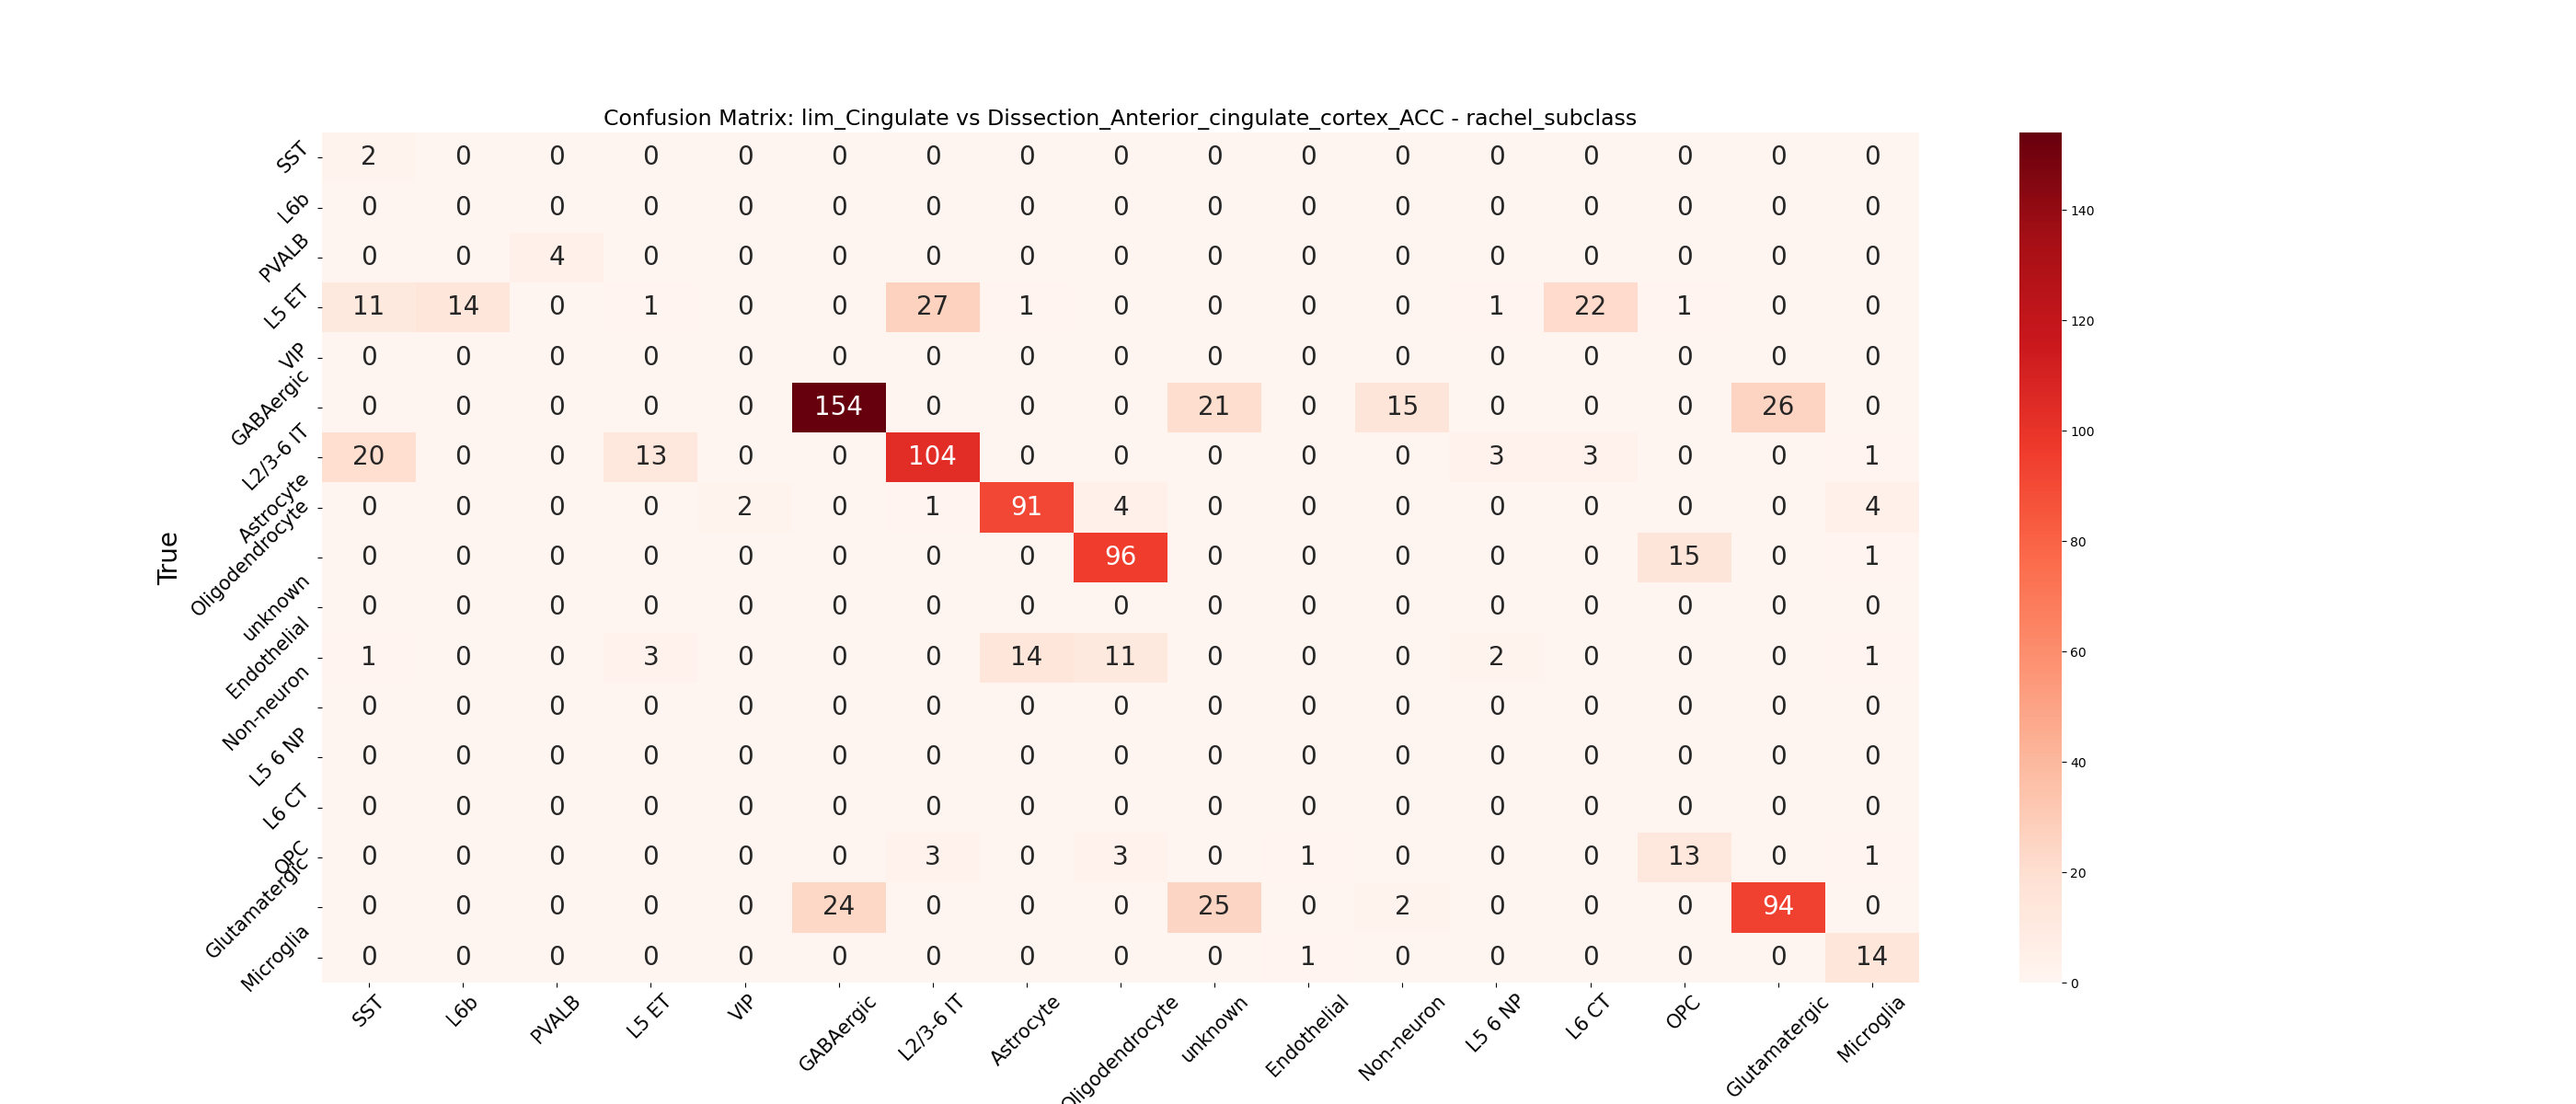 Confusion Matrix: lim_Cingulate vs Dissection_Anterior_cingulate_cortex_ACC - rachel_subclass
True
SST 2 0 0 0 0 0 0 0 0 0 0 0 0 0 0 0 0
L6b 0 0 0 0 0 0 0 0 0 0 0 0 0 0 0 0 0
PVALB 0 0 4 0 0 0 0 0 0 0 0 0 0 0 0 0 0
L5 ET 11 14 0 1 0 0 27 1 0 0 0 0 1 22 1 0 0
VIP 0 0 0 0 0 0 0 0 0 0 0 0 0 0 0 0 0
GABAergic 0 0 0 0 0 154 0 0 0 21 0 15 0 0 0 26 0
L2/3-6 IT 20 0 0 13 0 0 104 0 0 0 0 0 3 3 0 0 1
Astrocyte 0 0 0 0 2 0 1 91 4 0 0 0 0 0 0 0 4
Oligodendrocyte 0 0 0 0 0 0 0 0 96 0 0 0 0 0 15 0 1
unknown 0 0 0 0 0 0 0 0 0 0 0 0 0 0 0 0 0
Endothelial 1 0 0 3 0 0 0 14 11 0 0 0 2 0 0 0 1
Non-neuron 0 0 0 0 0 0 0 0 0 0 0 0 0 0 0 0 0
L5 6 NP 0 0 0 0 0 0 0 0 0 0 0 0 0 0 0 0 0
L6 CT 0 0 0 0 0 0 0 0 0 0 0 0 0 0 0 0 0
OPC 0 0 0 0 0 0 3 0 3 0 1 0 0 0 13 0 1
Glutamatergic 0 0 0 0 0 24 0 0 0 25 0 2 0 0 0 94 0
Microglia 0 0 0 0 0 0 0 0 0 0 1 0 0 0 0 0 14
SST L6b PVALB L5 ET VIP GABAergic L2/3-6 IT Astrocyte Oligodendrocyte unknown Endothelial Non-neuron L5 6 NP L6 CT OPC Glutamatergic Microglia
140
120
100
80
60
40
20
0